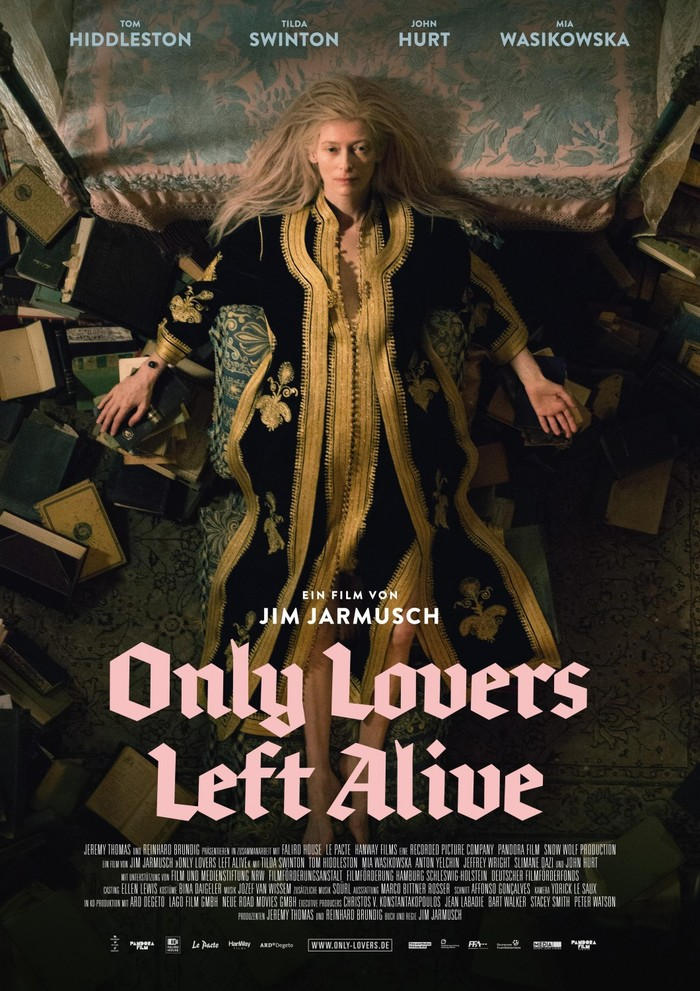 TOM TILDA JOHN MIA
HIDDLESTON SWINTON HURT WASIKOWSKA
EIN FILM VON
JIM JARMUSCH
Only Lovers
Left Alive
JEREMY THOMAS UND REINHARD BRUNDIG PRÄSENTIEREN IN ZUSAMMENARBEIT MIT FALIRO HOUSE LE PACTE HANWAY FILMS EINE RECORDED PICTURE COMPANY PANDORA FILM SNOW WOLF PRODUCTION
EIN FILM VON JIM JARMUSCH »ONLY LOVERS LEFT ALIVE« MIT TILDA SWINTON TOM HIDDLESTON MIA WASIKOWSKA ANTON YELCHIN JEFFREY WRIGHT SLIMANE DAZI UND JOHN HURT
MIT UNTERSTÜTZUNG VON FILM UND MEDIENSTIFTUNG NRW FILMFÖRDERUNGSANSTALT FILMFÖRDERUNG HAMBURG SCHLESWIG-HOLSTEIN DEUTSCHER FILMFÖRDERFONDS
CASTING ELLEN LEWIS KOSTÜME BINA DAIGELER MUSIK JOZEF VAN WISSEM ZUSÄTZLICHE MUSIK SQÜRL AUSSTATTUNG MARCO BITTNER ROSSER SCHNITT AFFONSO GONÇALVES KAMERA YORICK LE SAUX
IN KO PRODUKTION MIT ARD DEGETO LAGO FILM GMBH NEUE ROAD MOVIES GMBH EXECUTIVE PRODUCERS CHRISTOS V. KONSTANTAKOPOULOS JEAN LABADIE BART WALKER STACEY SMITH PETER WATSON
PRODUZENTEN JEREMY THOMAS UND REINHARD BRUNDIG BUCH UND REGIE JIM JARMUSCH
PANDORA FILM FALIRO HOUSE Le Pacte HanWay FILMS ARD Degeto WWW.ONLY-LOVERS.DE FFA MEDIA PANDORA FILM